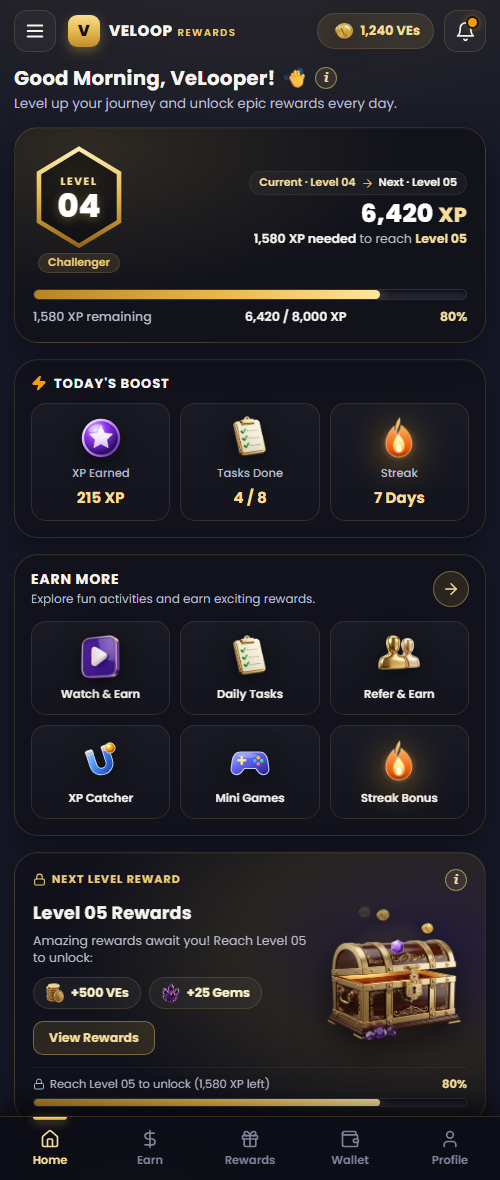 V VELOOP REWARDS 1,240 VEs
Good Morning, VeLooper! 👋 i
Level up your journey and unlock epic rewards every day.
LEVEL
04
Challenger
Current · Level 04 → Next · Level 05
6,420 XP
1,580 XP needed to reach Level 05
1,580 XP remaining 6,420 / 8,000 XP 80%
TODAY'S BOOST
XP Earned
215 XP
Tasks Done
4 / 8
Streak
7 Days
EARN MORE
Explore fun activities and earn exciting rewards.
Watch & Earn
Daily Tasks
Refer & Earn
XP Catcher
Mini Games
Streak Bonus
NEXT LEVEL REWARD i
Level 05 Rewards
Amazing rewards await you! Reach Level 05
to unlock:
+500 VEs +25 Gems
View Rewards
Reach Level 05 to unlock (1,580 XP left) 80%
Home Earn Rewards Wallet Profile